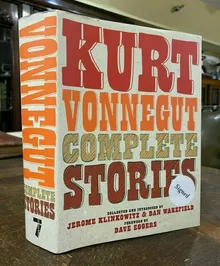 KURT
VONNEGUT
COMPLETE
STORIES
COLLECTED AND INTRODUCED BY
JEROME KLINKOWITZ & DAN WAKEFIELD
FOREWORD BY
DAVE EGGERS
Signed
VONNEGUT
COMPLETE
STORIES
7